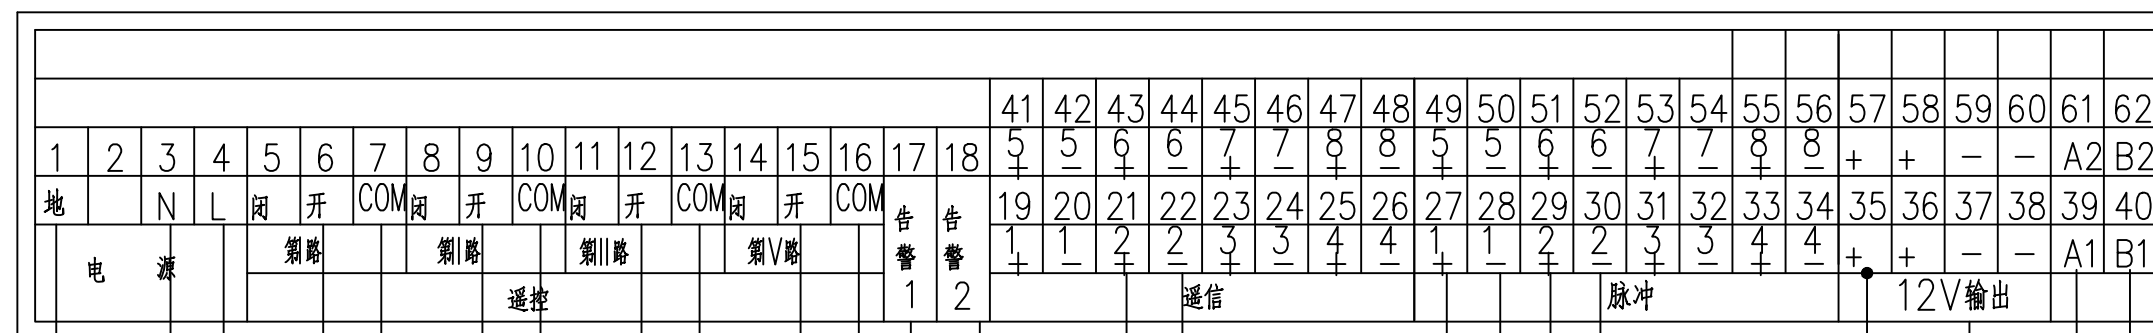 41 42 43 44 45 46 47 48 49 50 51 52 53 54 55 56 57 58 59 60 61 62
1 2 3 4 5 6 7 8 9 10 11 12 13 14 15 16 17 18 5+ 5- 6+ 6- 7+ 7- 8+ 8- 5+ 5- 6+ 6- 7+ 7- 8+ 8- + + - - A2 B2
地 N L 闭 开 COM 闭 开 COM 闭 开 COM 闭 开 COM 告警1 告警2 19 20 21 22 23 24 25 26 27 28 29 30 31 32 33 34 35 36 37 38 39 40
电 源 第I路 第II路 第III路 第IV路 1+ 1- 2+ 2- 3+ 3- 4+ 4- 1+ 1- 2+ 2- 3+ 3- 4+ 4- + + - - A1 B1
遥控 遥信 脉冲 12V输出